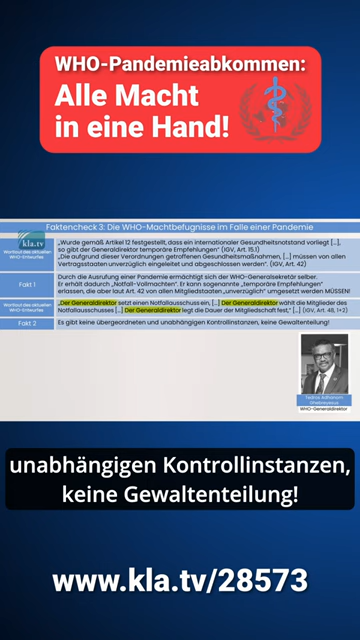 WHO-Pandemieabkommen:
Alle Macht
in eine Hand!
Faktencheck 3: Die WHO-Machtbefugnisse im Falle einer Pandemie
kla.tv
Wortlaut des aktuellen
WHO-Entwurfes
„Wurde gemäß Artikel 12 festgestellt, dass ein internationaler Gesundheitsnotstand vorliegt [...],
so gibt der Generaldirektor temporäre Empfehlungen“ (IGV, Art. 15.1)
„Die aufgrund dieser Verordnungen getroffenen Gesundheitsmaßnahmen, [...] müssen von allen
Vertragsstaaten unverzüglich eingeleitet und abgeschlossen werden“. (IGV, Art. 42)
Fakt 1
Durch die Ausrufung einer Pandemie ermächtigt sich der WHO-Generalsekretär selber.
Er erhält dadurch „Notfall-Vollmachten“. Er kann sogenannte „temporäre Empfehlungen“
erlassen, die aber laut Art. 42 von allen Mitgliedstaaten „unverzüglich“ umgesetzt werden MÜSSEN!
Wortlaut des aktuellen
WHO-Entwurfes
„Der Generaldirektor setzt einen Notfallausschuss ein, [...] Der Generaldirektor wählt die Mitglieder des
Notfallausschusses [...] Der Generaldirektor legt die Dauer der Mitgliedschaft fest,“ [...] (IGV, Art. 48, 1+2)
Fakt 2
Es gibt keine übergeordneten und unabhängigen Kontrollinstanzen, keine Gewaltenteilung!
Tedros Adhanom
Ghebreyesus
WHO-Generaldirektor
unabhängigen Kontrollinstanzen,
keine Gewaltenteilung!
www.kla.tv/28573